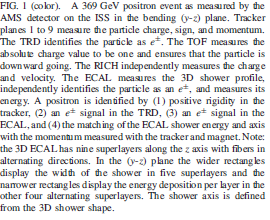 FIG. 1 (color). A 369 GeV positron event as measured by the
AMS detector on the ISS in the bending (y-z) plane. Tracker
planes 1 to 9 measure the particle charge, sign, and momentum.
The TRD identifies the particle as e±. The TOF measures the
absolute charge value to be one and ensures that the particle is
downward going. The RICH independently measures the charge
and velocity. The ECAL measures the 3D shower profile,
independently identifies the particle as an e±, and measures its
energy. A positron is identified by (1) positive rigidity in the
tracker, (2) an e± signal in the TRD, (3) an e± signal in the
ECAL, and (4) the matching of the ECAL shower energy and axis
with the momentum measured with the tracker and magnet. Note:
the 3D ECAL has nine superlayers along the z axis with fibers in
alternating directions. In the (y-z) plane the wider rectangles
display the width of the shower in five superlayers and the
narrower rectangles display the energy deposition per layer in the
other four alternating superlayers. The shower axis is defined
from the 3D shower shape.